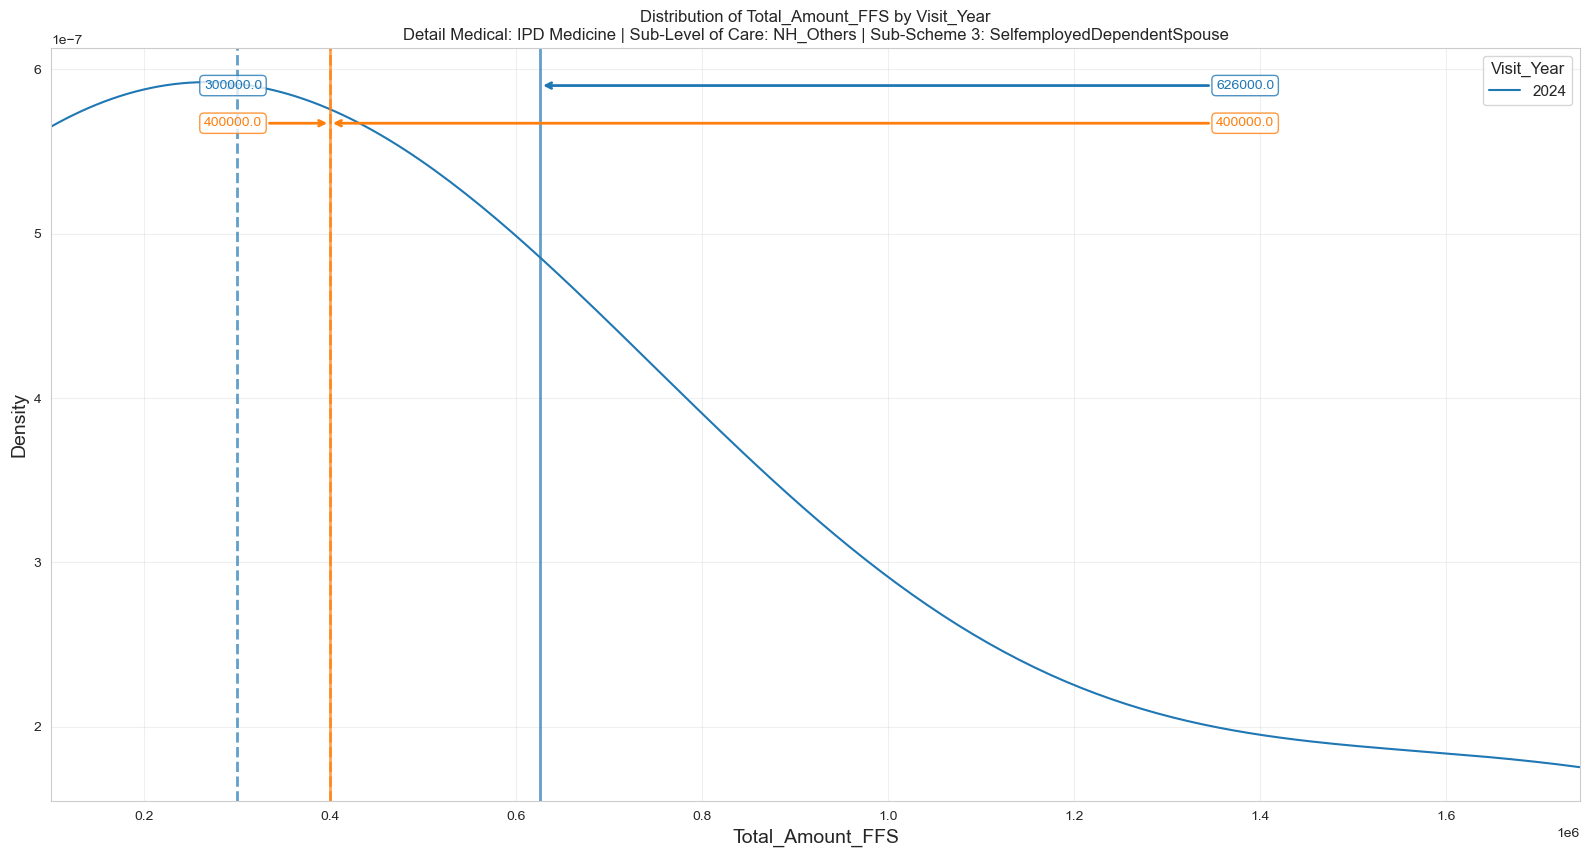 Distribution of Total_Amount_FFS by Visit_Year
Detail Medical: IPD Medicine | Sub-Level of Care: NH_Others | Sub-Scheme 3: SelfemployedDependentSpouse
1e−7
6
5
4
3
2
Density
300000.0
626000.0
400000.0
400000.0
Visit_Year
2024
0.2
0.4
0.6
0.8
1.0
1.2
1.4
1.6
1e6
Total_Amount_FFS